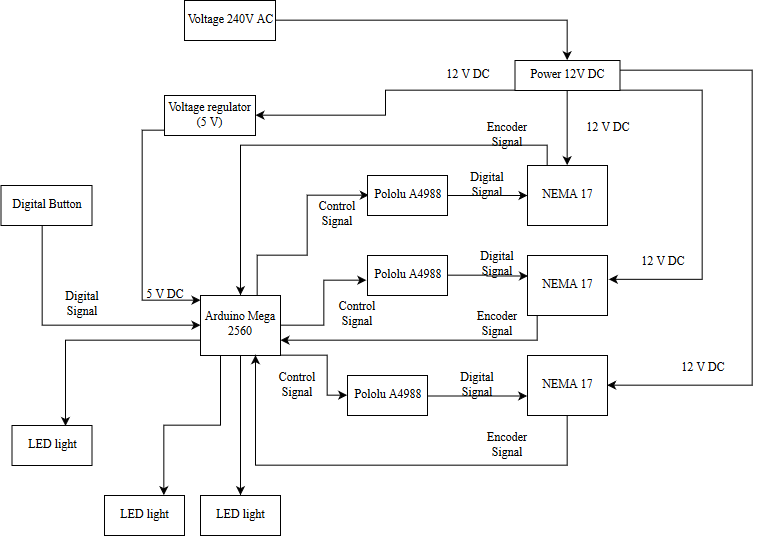 Voltage 240V AC
12 V DC
Power 12V DC
Voltage regulator
(5 V)
Encoder
Signal
12 V DC
Digital
Signal
Pololu A4988
NEMA 17
Digital Button
Control
Signal
Digital
Signal
Pololu A4988
NEMA 17
12 V DC
Digital
Signal
5 V DC
Arduino Mega
2560
Control
Signal
Encoder
Signal
Control
Signal
Pololu A4988
Digital
Signal
NEMA 17
12 V DC
Encoder
Signal
LED light
LED light
LED light